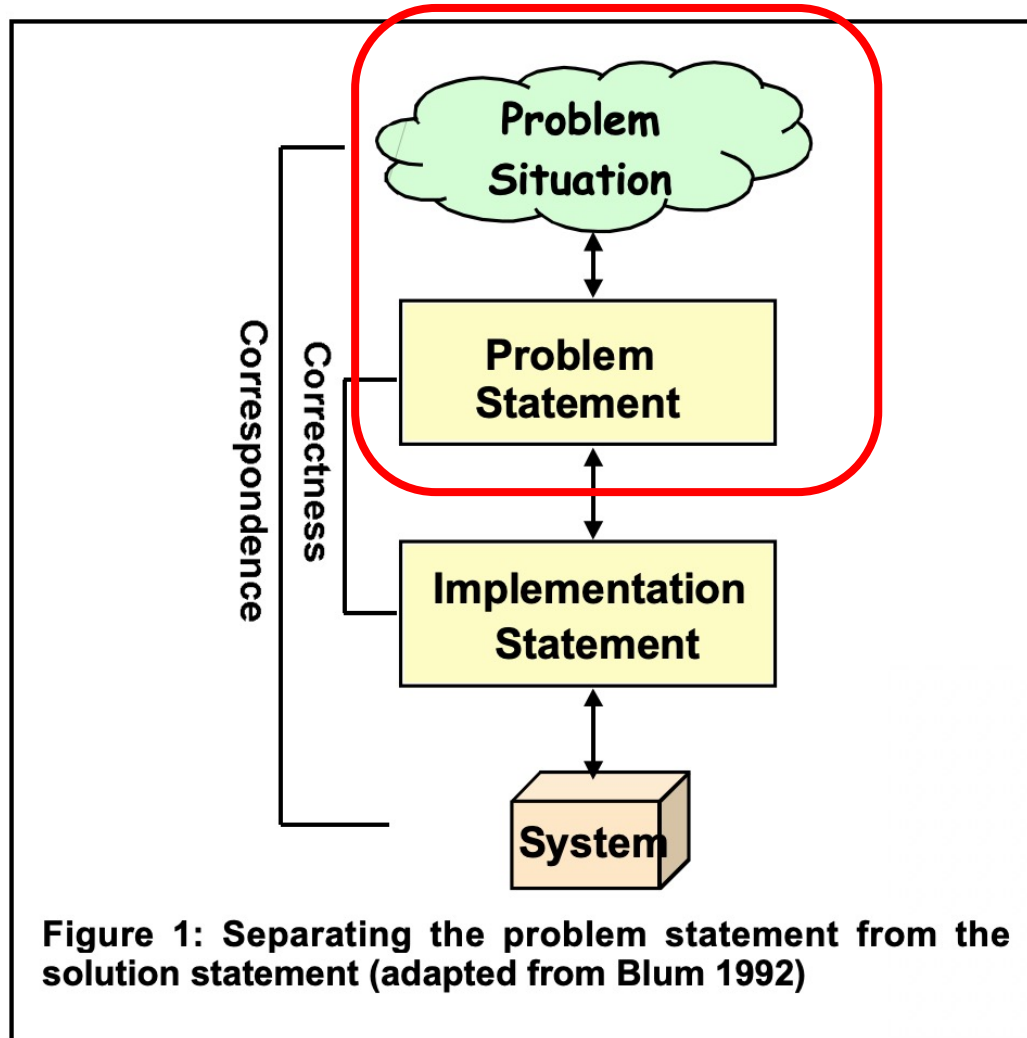 Problem
Situation
Problem
Statement
Correspondence
Correctness
Implementation
Statement
System
Figure 1: Separating the problem statement from the
solution statement (adapted from Blum 1992)